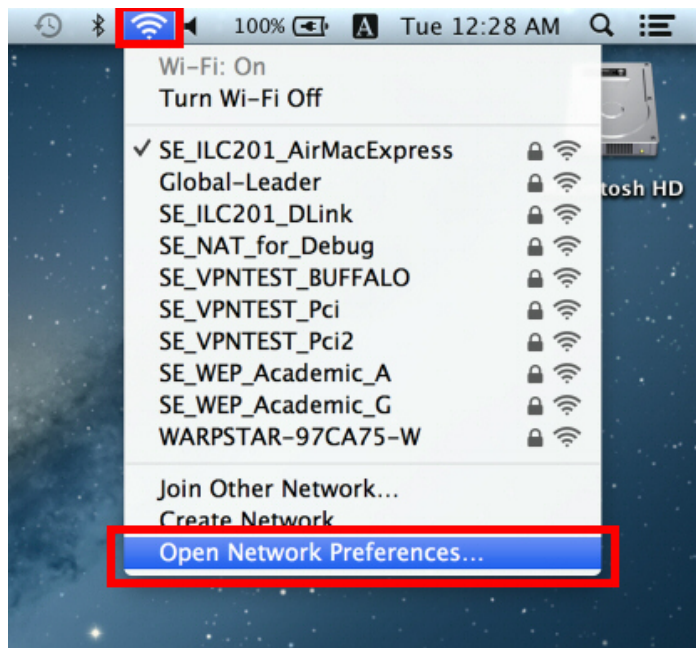 100% A Tue 12:28 AM
Wi-Fi: On
Turn Wi-Fi Off
SE_ILC201_AirMacExpress
Global-Leader
SE_ILC201_DLink
SE_NAT_for_Debug
SE_VPNTEST_BUFFALO
SE_VPNTEST_Pci
SE_VPNTEST_Pci2
SE_WEP_Academic_A
SE_WEP_Academic_G
WARPSTAR-97CA75-W
tosh HD
Join Other Network...
Create Network
Open Network Preferences...